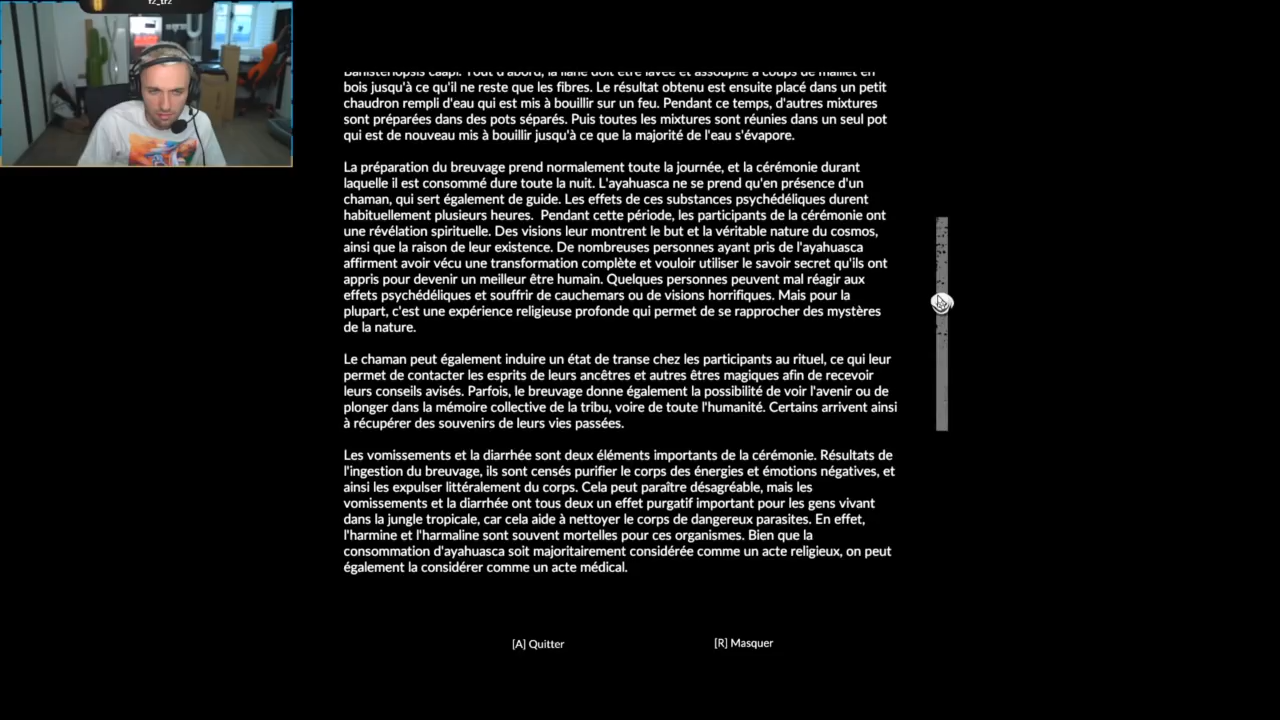 rz_trz
Banisteriopsis caapi. Tout d'abord, la liane doit être lavée et assouplie à coups de maillet en
bois jusqu'à ce qu'il ne reste que les fibres. Le résultat obtenu est ensuite placé dans un petit
chaudron rempli d'eau qui est mis à bouillir sur un feu. Pendant ce temps, d'autres mixtures
sont préparées dans des pots séparés. Puis toutes les mixtures sont réunies dans un seul pot
qui est de nouveau mis à bouillir jusqu'à ce que la majorité de l'eau s'évapore.
La préparation du breuvage prend normalement toute la journée, et la cérémonie durant
laquelle il est consommé dure toute la nuit. L'ayahuasca ne se prend qu'en présence d'un
chaman, qui sert également de guide. Les effets de ces substances psychédéliques durent
habituellement plusieurs heures.  Pendant cette période, les participants de la cérémonie ont
une révélation spirituelle. Des visions leur montrent le but et la véritable nature du cosmos,
ainsi que la raison de leur existence. De nombreuses personnes ayant pris de l'ayahuasca
affirment avoir vécu une transformation complète et vouloir utiliser le savoir secret qu'ils ont
appris pour devenir un meilleur être humain. Quelques personnes peuvent mal réagir aux
effets psychédéliques et souffrir de cauchemars ou de visions horrifiques. Mais pour la
plupart, c'est une expérience religieuse profonde qui permet de se rapprocher des mystères
de la nature.
Le chaman peut également induire un état de transe chez les participants au rituel, ce qui leur
permet de contacter les esprits de leurs ancêtres et autres êtres magiques afin de recevoir
leurs conseils avisés. Parfois, le breuvage donne également la possibilité de voir l'avenir ou de
plonger dans la mémoire collective de la tribu, voire de toute l'humanité. Certains arrivent ainsi
à récupérer des souvenirs de leurs vies passées.
Les vomissements et la diarrhée sont deux éléments importants de la cérémonie. Résultats de
l'ingestion du breuvage, ils sont censés purifier le corps des énergies et émotions négatives, et
ainsi les expulser littéralement du corps. Cela peut paraître désagréable, mais les
vomissements et la diarrhée ont tous deux un effet purgatif important pour les gens vivant
dans la jungle tropicale, car cela aide à nettoyer le corps de dangereux parasites. En effet,
l'harmine et l'harmaline sont souvent mortelles pour ces organismes. Bien que la
consommation d'ayahuasca soit majoritairement considérée comme un acte religieux, on peut
également la considérer comme un acte médical.
[A] Quitter
[R] Masquer